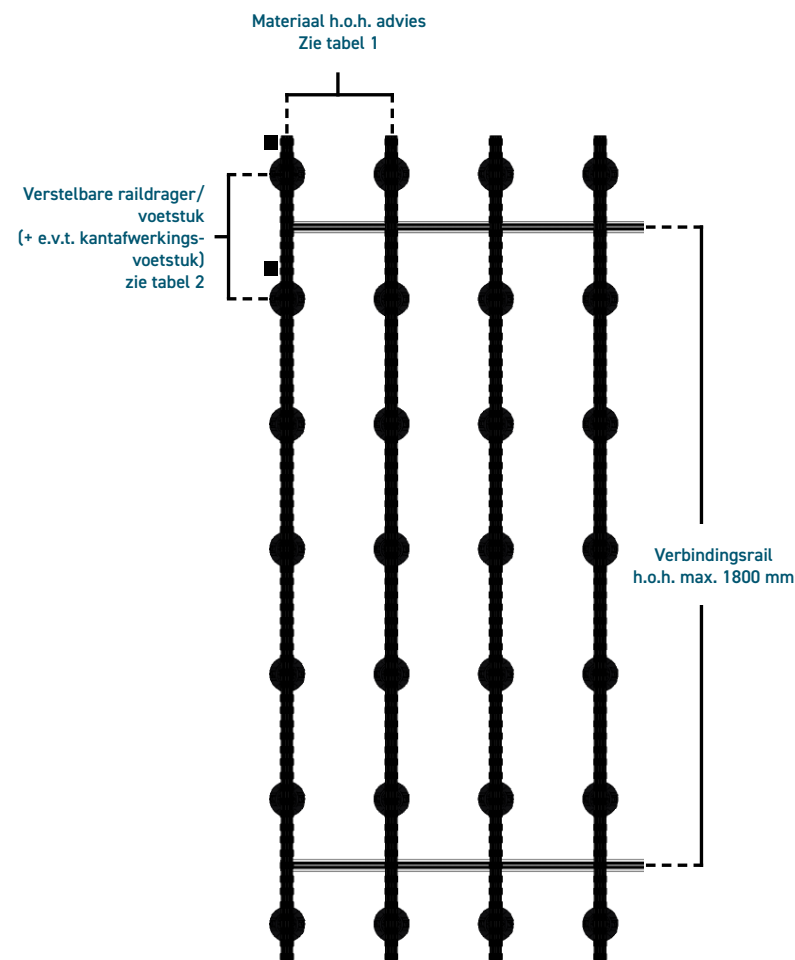 Materiaal h.o.h. advies
Zie tabel 1
Verstelbare raildrager/
voetstuk
(+ e.v.t. kantafwerkings-
voetstuk)
zie tabel 2
Verbindingsrail
h.o.h. max. 1800 mm